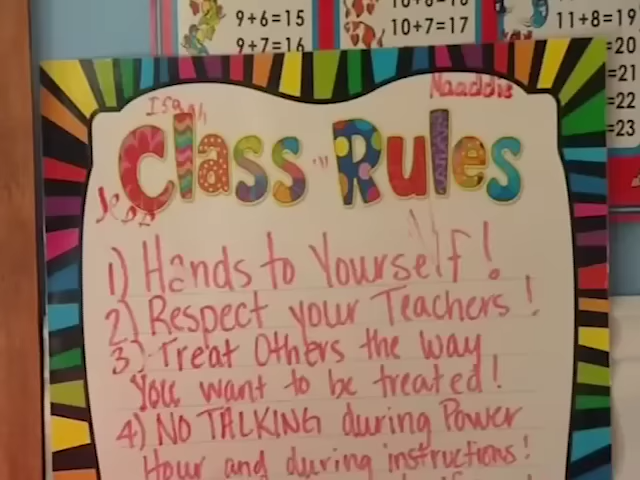 9+6=15
10+7=17
11+8=19
9+7=16
=20
=21
=22
=23
Class Rules
1) Hands to Yourself!
2) Respect your Teachers!
3) Treat Others the way
You want to be treated!
4) NO TALKING during Power
Hour and during instructions!